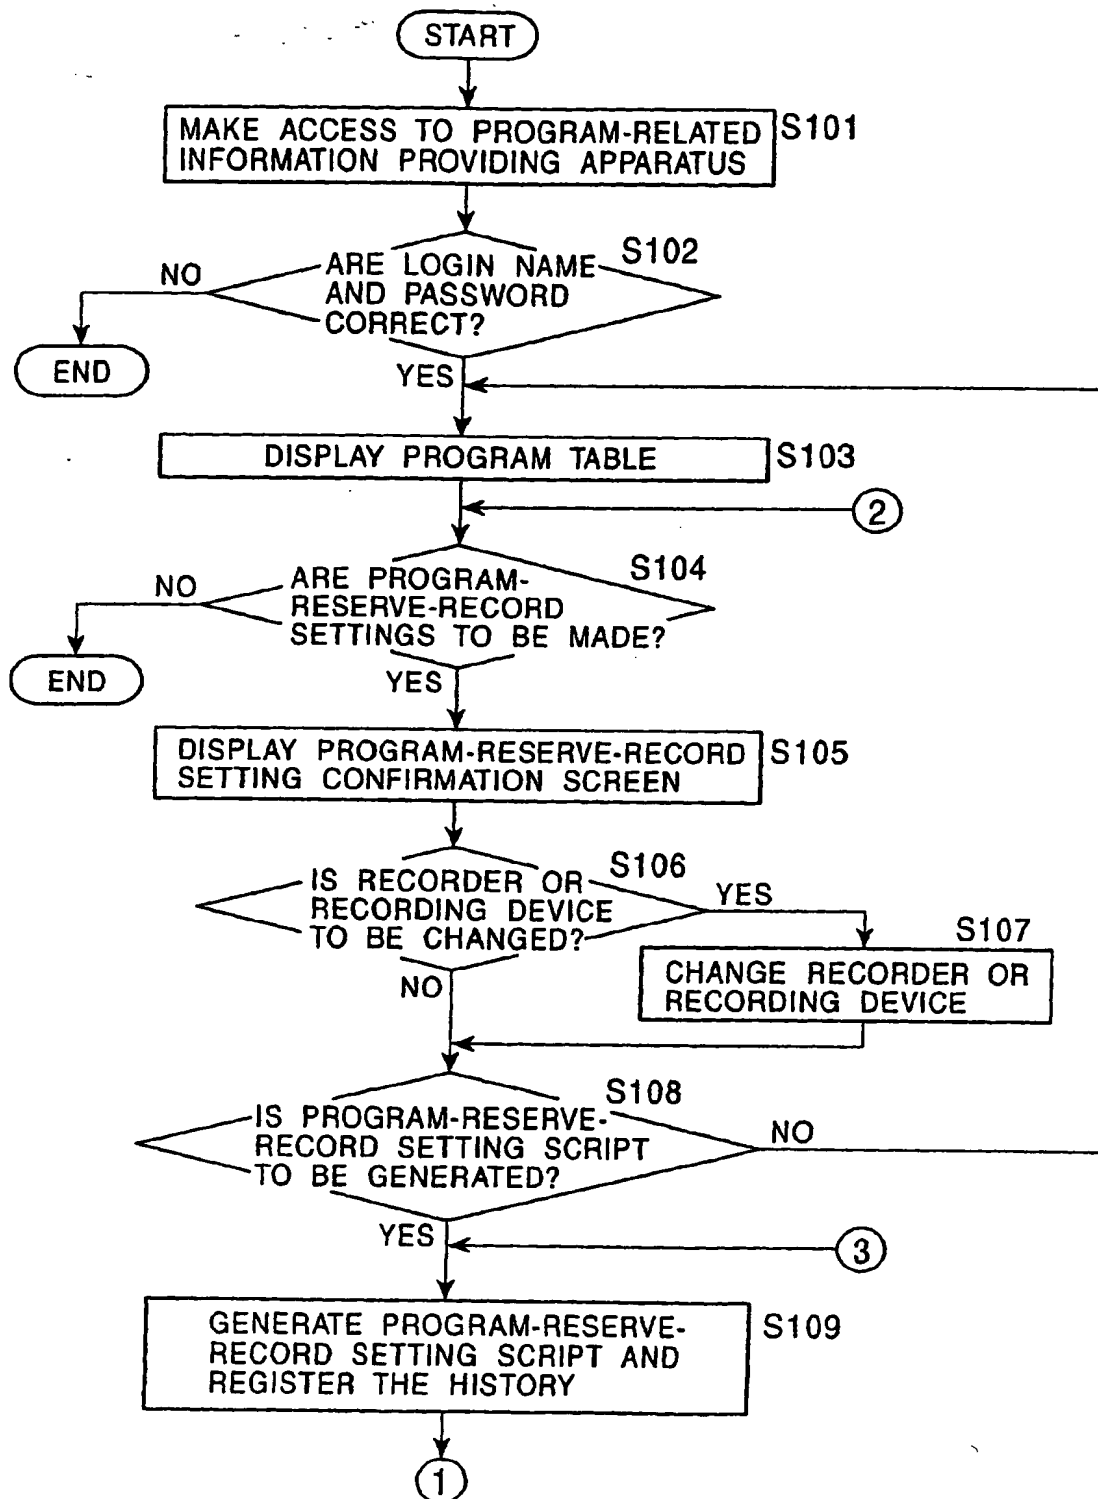 START
MAKE ACCESS TO PROGRAM-RELATED
INFORMATION PROVIDING APPARATUS
S101
S102
ARE LOGIN NAME
AND PASSWORD
CORRECT?
NO
END
YES
DISPLAY PROGRAM TABLE
S103
2
S104
ARE PROGRAM-
RESERVE-RECORD
SETTINGS TO BE MADE?
NO
END
YES
DISPLAY PROGRAM-RESERVE-RECORD
SETTING CONFIRMATION SCREEN
S105
S106
IS RECORDER OR
RECORDING DEVICE
TO BE CHANGED?
YES
S107
CHANGE RECORDER OR
RECORDING DEVICE
NO
S108
IS PROGRAM-RESERVE-
RECORD SETTING SCRIPT
TO BE GENERATED?
NO
YES
3
GENERATE PROGRAM-RESERVE-
RECORD SETTING SCRIPT AND
REGISTER THE HISTORY
S109
1